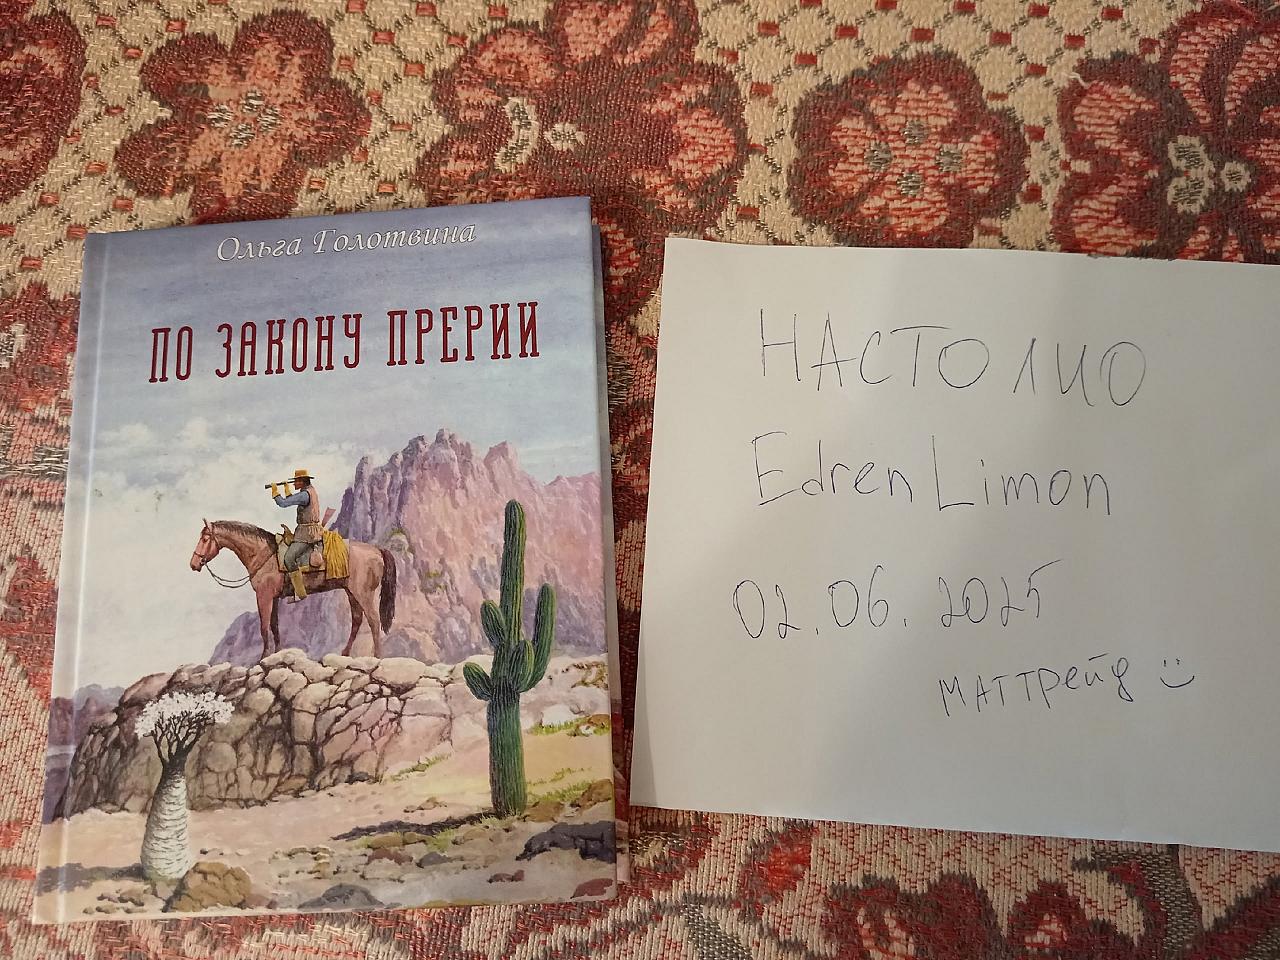 Ольга Голотвина
ПО ЗАКОНУ ПРЕРИИ
НАСТОЛИО
Edren Limon
02.06.2025
маттрейд :)